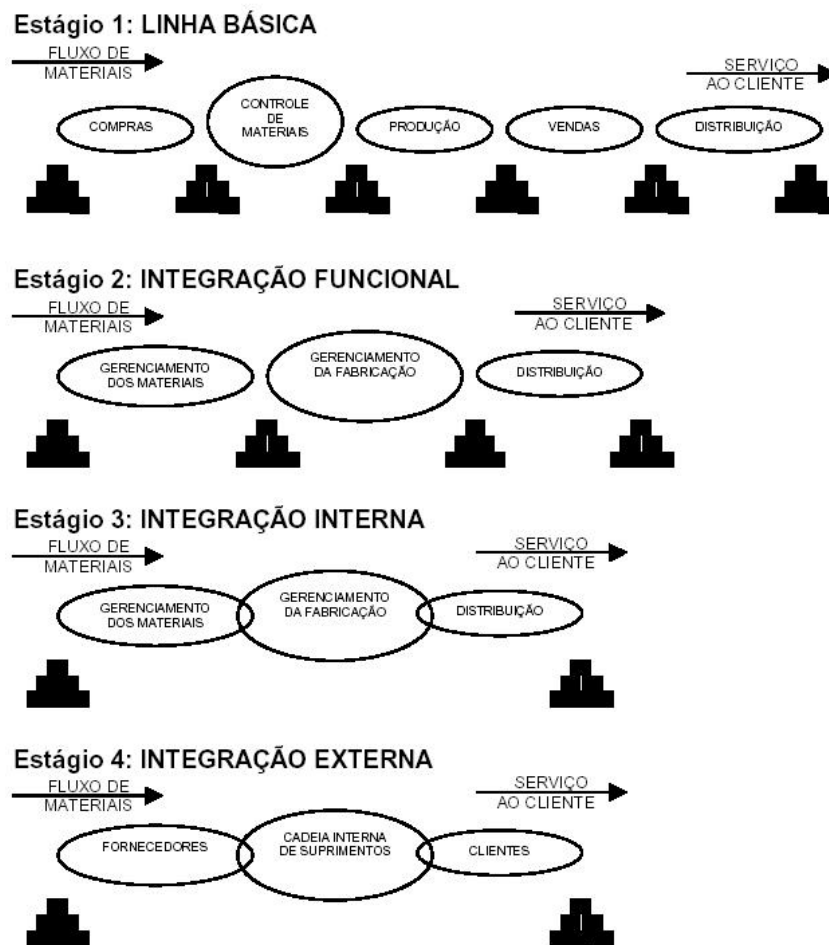 Estágio 1: LINHA BÁSICA
FLUXO DE
MATERIAIS
SERVIÇO
AO CLIENTE
COMPRAS
CONTROLE
DE
MATERIAIS
PRODUÇÃO
VENDAS
DISTRIBUIÇÃO
Estágio 2: INTEGRAÇÃO FUNCIONAL
FLUXO DE
MATERIAIS
SERVIÇO
AO CLIENTE
GERENCIAMENTO
DOS MATERIAIS
GERENCIAMENTO
DA FABRICAÇÃO
DISTRIBUIÇÃO
Estágio 3: INTEGRAÇÃO INTERNA
FLUXO DE
MATERIAIS
SERVIÇO
AO CLIENTE
GERENCIAMENTO
DOS MATERIAIS
GERENCIAMENTO
DA FABRICAÇÃO
DISTRIBUIÇÃO
Estágio 4: INTEGRAÇÃO EXTERNA
FLUXO DE
MATERIAIS
SERVIÇO
AO CLIENTE
FORNECEDORES
CADEIA INTERNA
DE SUPRIMENTOS
CLIENTES